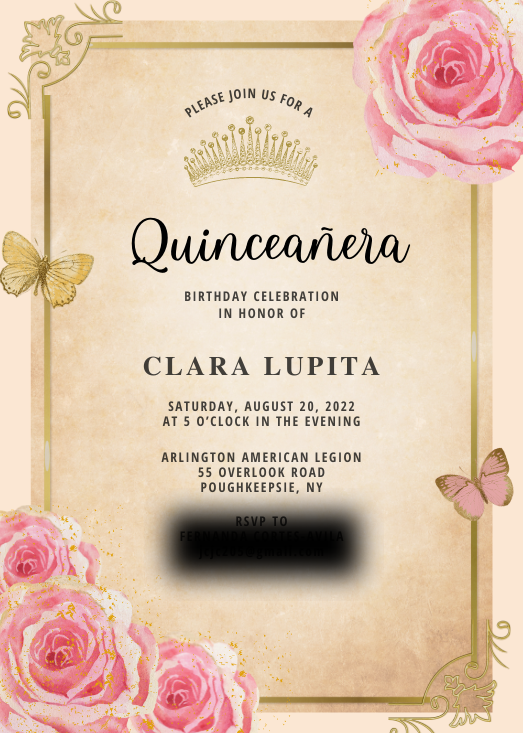 PLEASE JOIN US FOR A
Quinceañera
BIRTHDAY CELEBRATION
IN HONOR OF
CLARA LUPITA
SATURDAY, AUGUST 20, 2022
AT 5 O'CLOCK IN THE EVENING
ARLINGTON AMERICAN LEGION
55 OVERLOOK ROAD
POUGHKEEPSIE, NY
RSVP TO